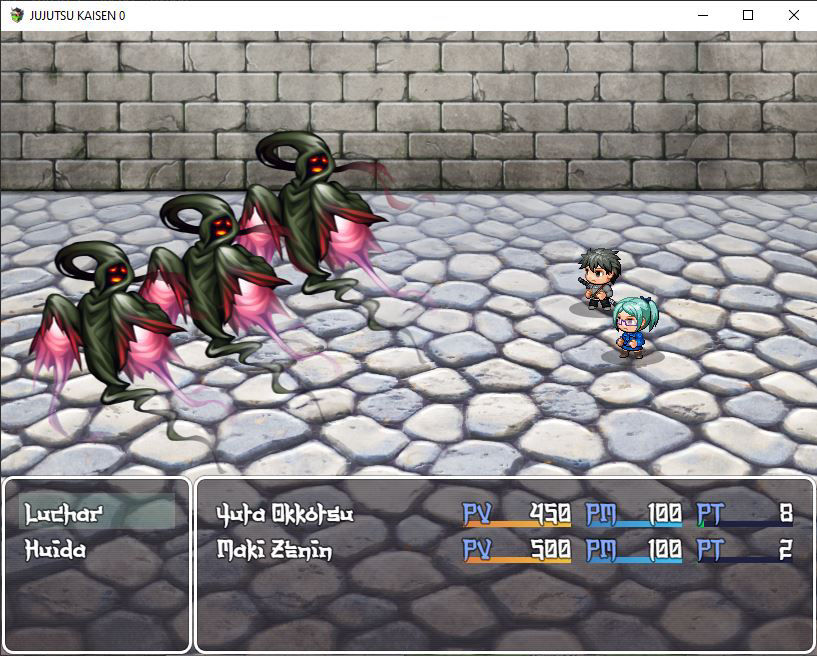 JUJUTSU KAISEN 0
Luchar
Huida
Yuta Okkotsu PV 450 PM 100 PT 8
Maki Zenin PV 500 PM 100 PT 2